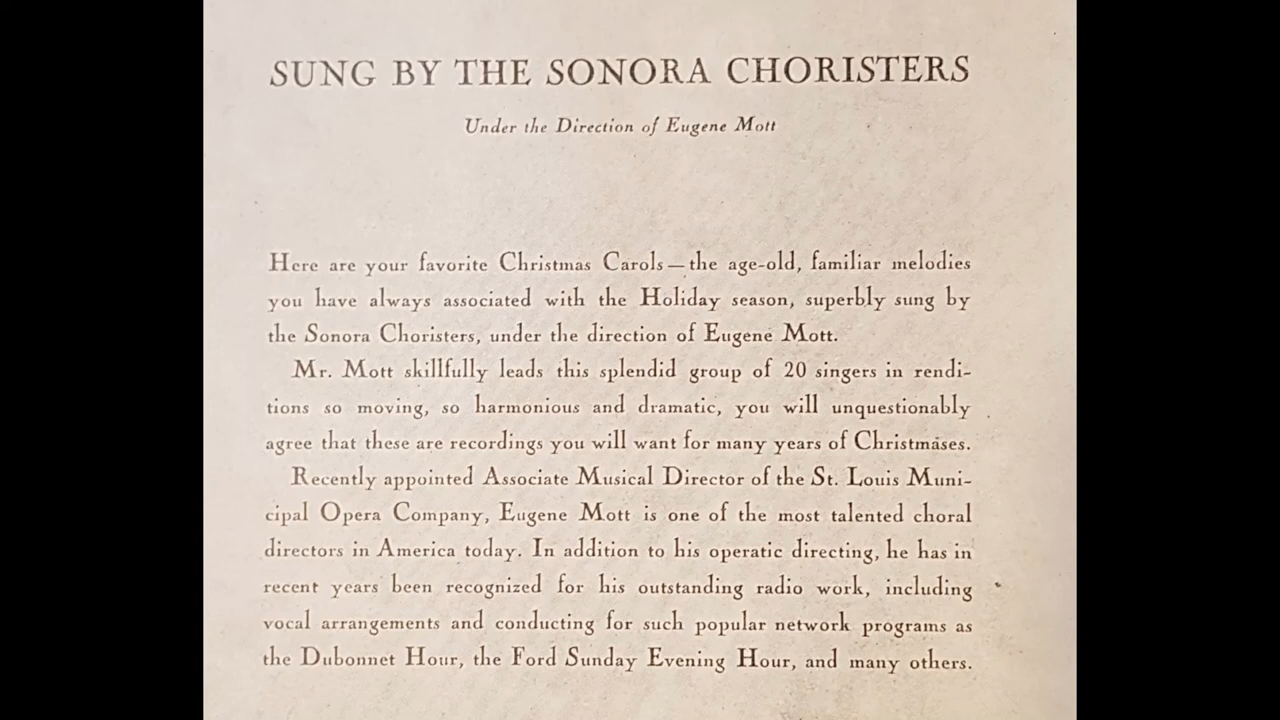 SUNG BY THE SONORA CHORISTERS
Under the Direction of Eugene Mott
Here are your favorite Christmas Carols—the age-old, familiar melodies
you have always associated with the Holiday season, superbly sung by
the Sonora Choristers, under the direction of Eugene Mott.
Mr. Mott skillfully leads this splendid group of 20 singers in rendi-
tions so moving, so harmonious and dramatic, you will unquestionably
agree that these are recordings you will want for many years of Christmases.
Recently appointed Associate Musical Director of the St. Louis Muni-
cipal Opera Company, Eugene Mott is one of the most talented choral
directors in America today. In addition to his operatic directing, he has in
recent years been recognized for his outstanding radio work, including
vocal arrangements and conducting for such popular network programs as
the Dubonnet Hour, the Ford Sunday Evening Hour, and many others.